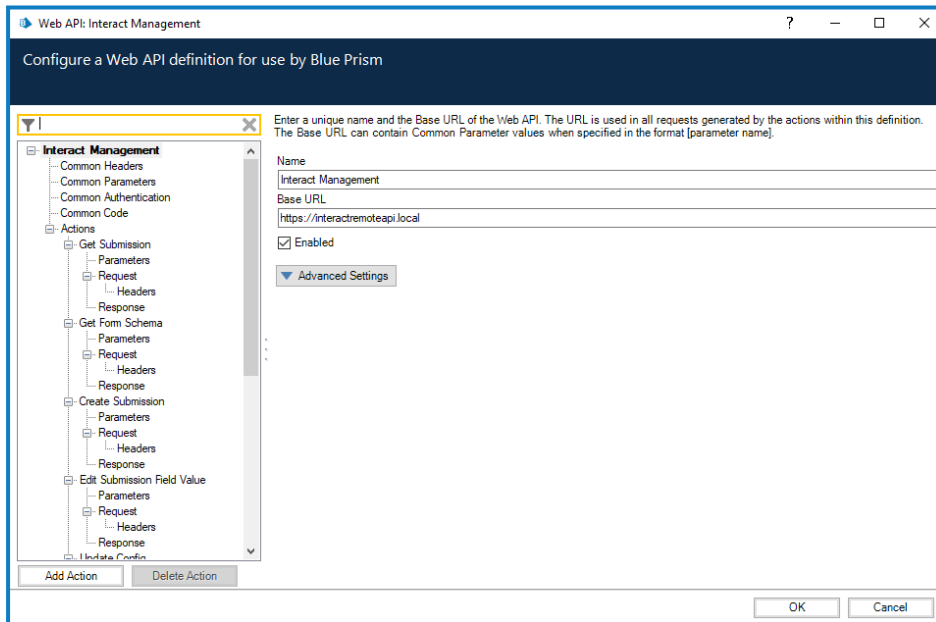 Web API: Interact Management
?
Configure a Web API definition for use by Blue Prism
Interact Management
Common Headers
Common Parameters
Common Authentication
Common Code
Actions
Get Submission
Parameters
Request
Headers
Response
Get Form Schema
Parameters
Request
Headers
Response
Create Submission
Parameters
Request
Headers
Response
Edit Submission Field Value
Parameters
Request
Headers
Response
Update Config
Add Action
Delete Action
Enter a unique name and the Base URL of the Web API. The URL is used in all requests generated by the actions within this definition.
The Base URL can contain Common Parameter values when specified in the format [parameter name].
Name
Interact Management
Base URL
https://interactremoteapi.local
Enabled
Advanced Settings
OK
Cancel